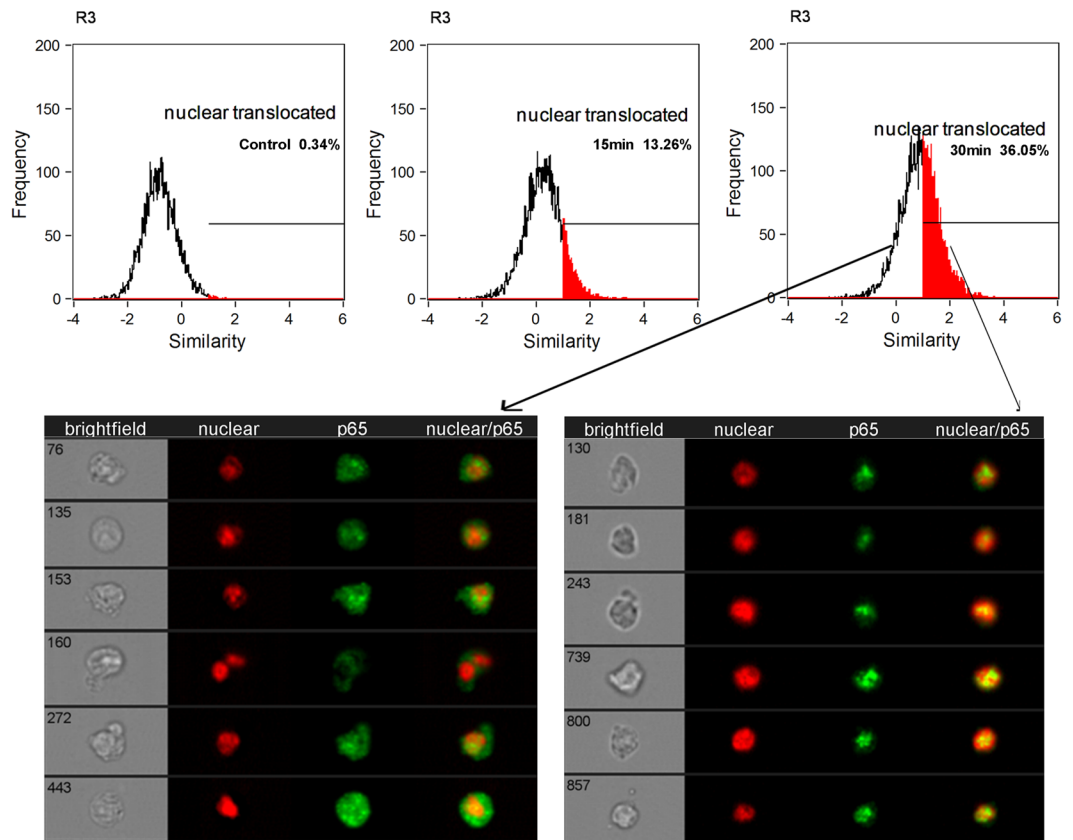 R3
200
150
100
50
0
Frequency
nuclear translocated
Control 0.34%
-4 -2 0 2 4 6
Similarity
R3
200
150
100
50
0
Frequency
nuclear translocated
15min 13.26%
-4 -2 0 2 4 6
Similarity
R3
200
150
100
50
0
Frequency
nuclear translocated
30min 36.05%
-4 -2 0 2 4 6
Similarity
brightfield nuclear p65 nuclear/p65
76
135
153
160
272
443
brightfield nuclear p65 nuclear/p65
130
181
243
739
800
857